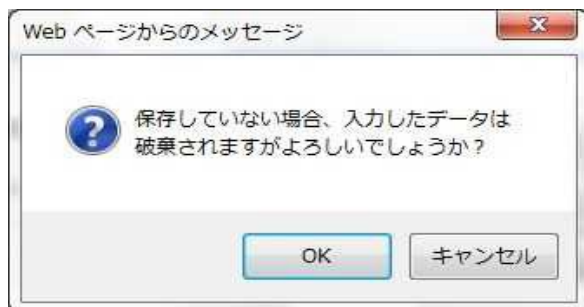 Web ページからのメッセージ
保存していない場合、入力したデータは
破棄されますがよろしいでしょうか？
OK
キャンセル